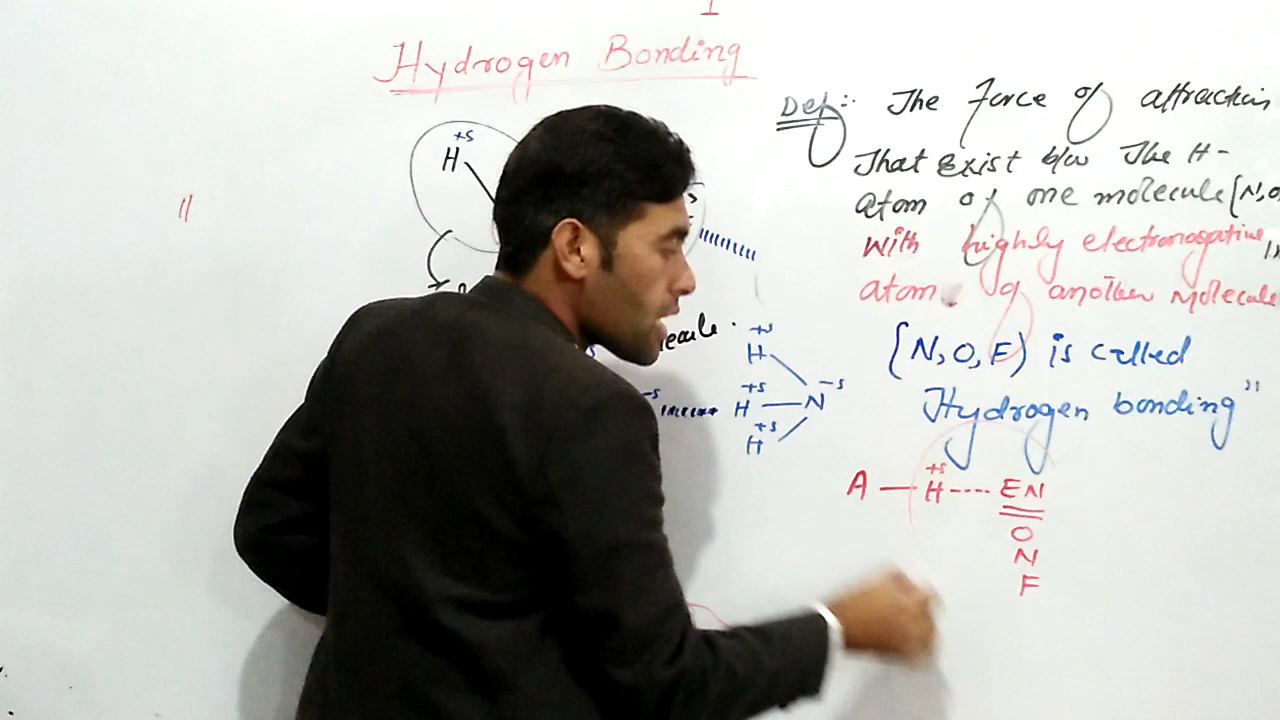 Hydrogen Bonding
Def:- The Force of attraction
That Exist b/w The H-
atom of one molecule (N,O
with highly electronegative
atom of another Molecule
(N,O,F) is called
Hydrogen bonding"
+s
H
+s
H
-s
+s
H N
+s
H
+s
A — H ---- EN
O
N
F